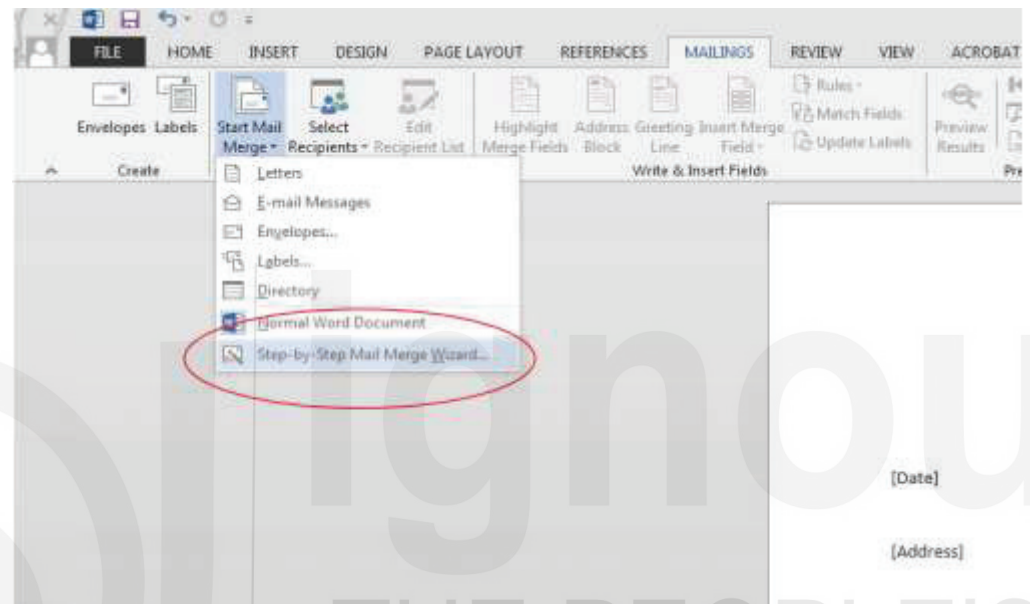 FILE HOME INSERT DESIGN PAGE LAYOUT REFERENCES MAILINGS REVIEW VIEW ACROBAT
Envelopes Labels Start Mail Merge Select Recipients Edit Recipient List Highlight Merge Fields Address Block Greeting Line Insert Merge Field Rules Match Fields Update Labels Preview Results
Create Write & Insert Fields Pre
Letters
E-mail Messages
Envelopes...
Labels...
Directory
Normal Word Document
Step-by-Step Mail Merge Wizard...
[Date]
[Address]
ignou